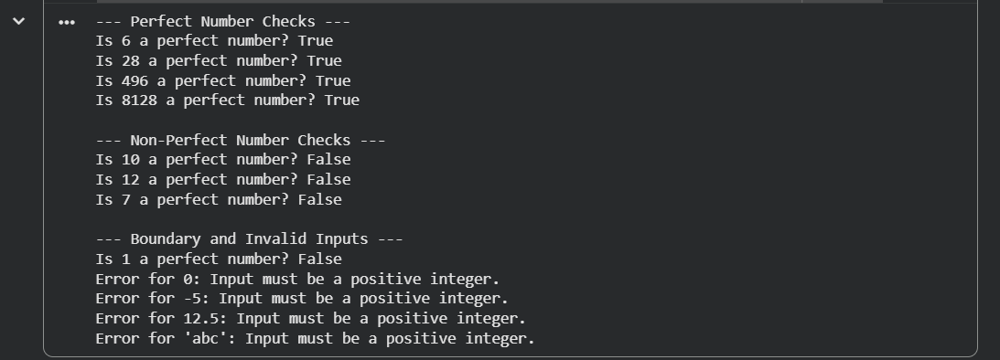 --- Perfect Number Checks ---
Is 6 a perfect number? True
Is 28 a perfect number? True
Is 496 a perfect number? True
Is 8128 a perfect number? True

--- Non-Perfect Number Checks ---
Is 10 a perfect number? False
Is 12 a perfect number? False
Is 7 a perfect number? False

--- Boundary and Invalid Inputs ---
Is 1 a perfect number? False
Error for 0: Input must be a positive integer.
Error for -5: Input must be a positive integer.
Error for 12.5: Input must be a positive integer.
Error for 'abc': Input must be a positive integer.